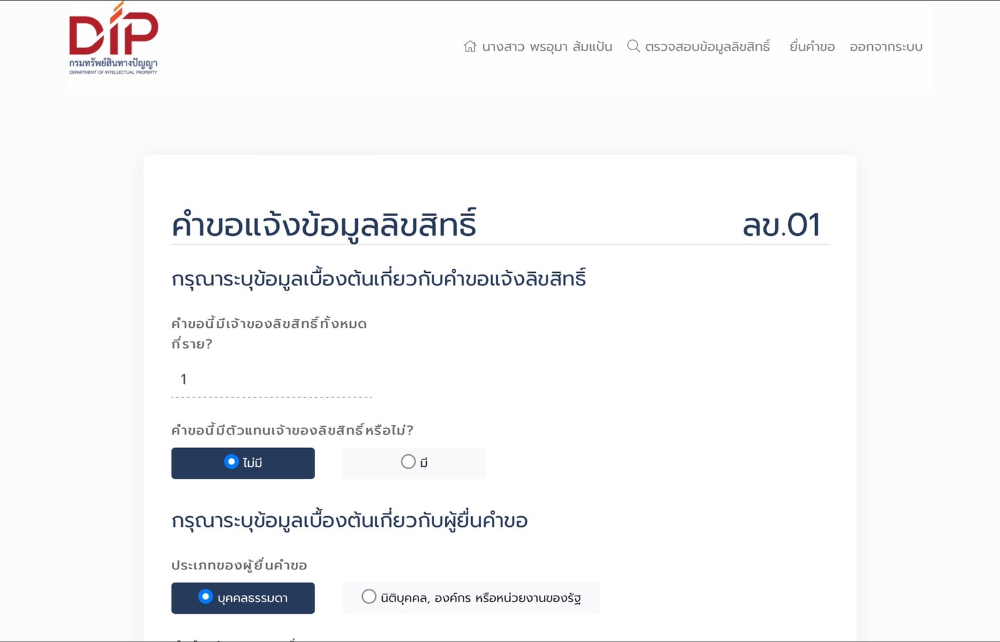 DIP
กรมทรัพย์สินทางปัญญา
DEPARTMENT OF INTELLECTUAL PROPERTY
นางสาว พรอุมา ส้มแป้น ตรวจสอบข้อมูลลิขสิทธิ์ ยื่นคำขอ ออกจากระบบ
คำขอแจ้งข้อมูลลิขสิทธิ์ ลข.01
กรุณาระบุข้อมูลเบื้องต้นเกี่ยวกับคำขอแจ้งลิขสิทธิ์
คำขอนี้มีเจ้าของลิขสิทธิ์ทั้งหมด
กี่ราย?
1
คำขอนี้มีตัวแทนเจ้าของลิขสิทธิ์หรือไม่?
ไม่มี มี
กรุณาระบุข้อมูลเบื้องต้นเกี่ยวกับผู้ยื่นคำขอ
ประเภทของผู้ยื่นคำขอ
บุคคลธรรมดา นิติบุคคล, องค์กร หรือหน่วยงานของรัฐ